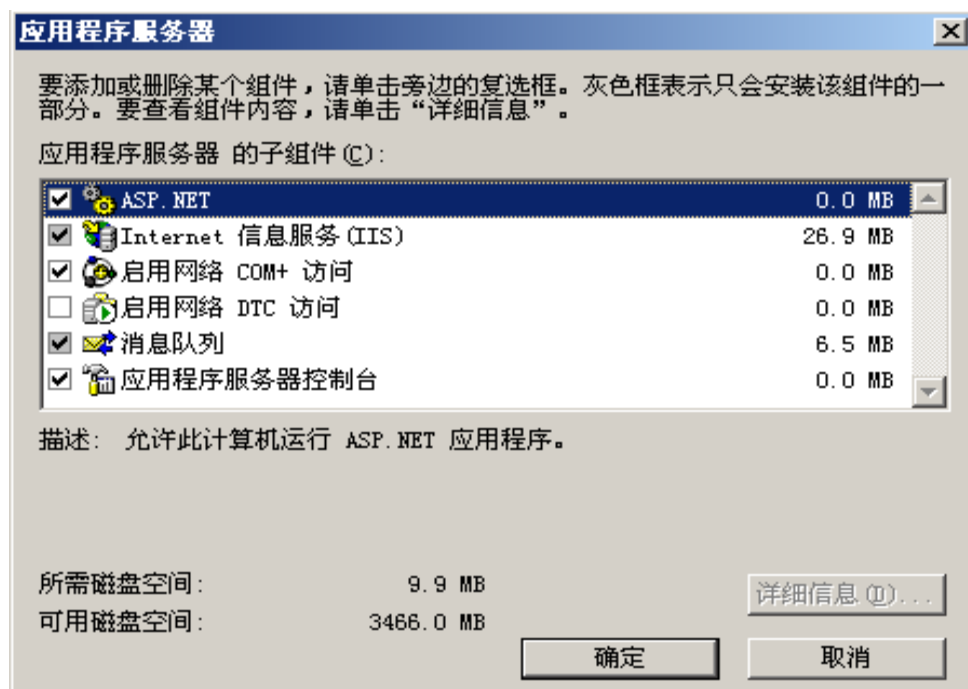 应用程序服务器
要添加或删除某个组件，请单击旁边的复选框。灰色框表示只会安装该组件的一
部分。要查看组件内容，请单击“详细信息”。
应用程序服务器 的子组件(C):
ASP.NET 0.0 MB
Internet 信息服务(IIS) 26.9 MB
启用网络 COM+ 访问 0.0 MB
启用网络 DTC 访问 0.0 MB
消息队列 6.5 MB
应用程序服务器控制台 0.0 MB
描述: 允许此计算机运行 ASP.NET 应用程序。
所需磁盘空间: 9.9 MB
详细信息(D)...
可用磁盘空间: 3466.0 MB
确定 取消